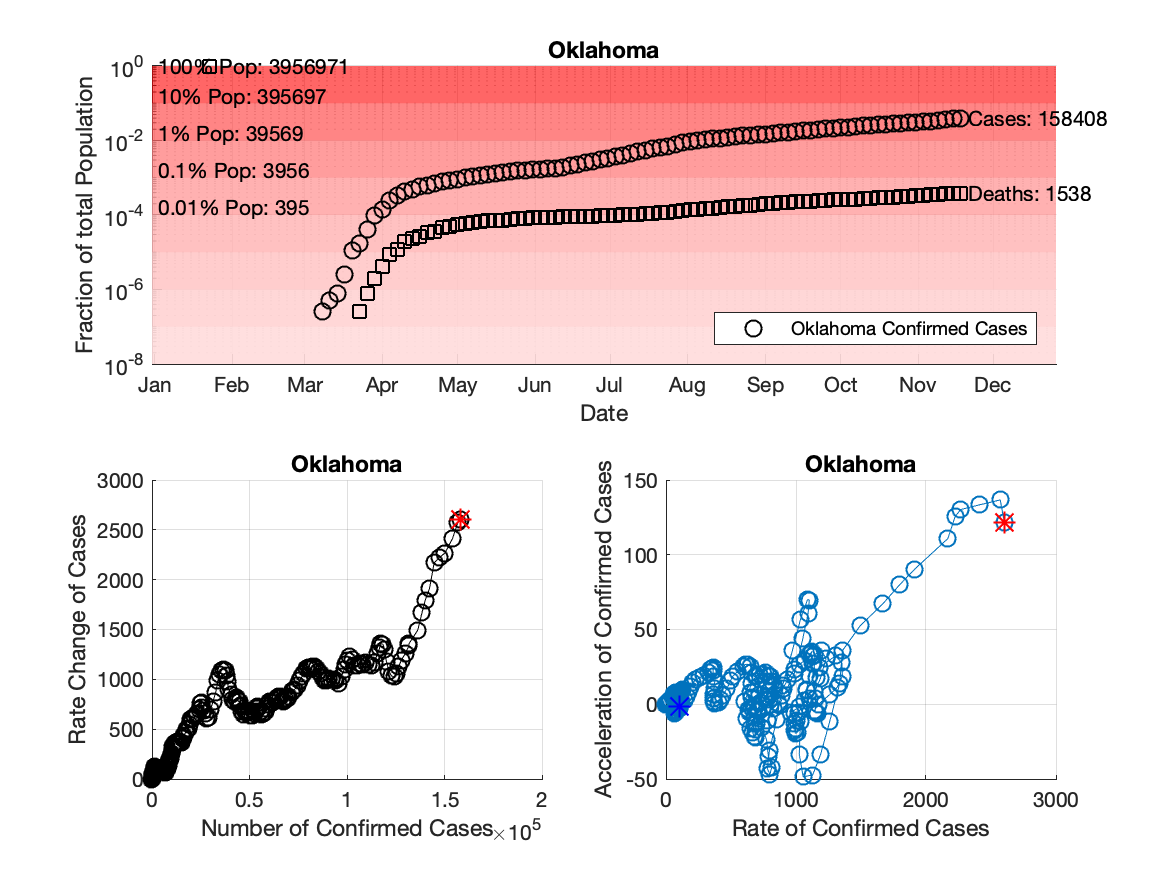 Oklahoma
10^0
10^-2
10^-4
10^-6
10^-8
Fraction of total Population
100% Pop: 3956971
10% Pop: 395697
1% Pop: 39569
0.1% Pop: 3956
0.01% Pop: 395
Cases: 158408
Deaths: 1538
Oklahoma Confirmed Cases
Jan Feb Mar Apr May Jun Jul Aug Sep Oct Nov Dec
Date
Oklahoma
3000
2500
2000
1500
1000
500
0
Rate Change of Cases
0 0.5 1 1.5 2
Number of Confirmed Cases ×10^5
Oklahoma
150
100
50
0
-50
Acceleration of Confirmed Cases
0 1000 2000 3000
Rate of Confirmed Cases